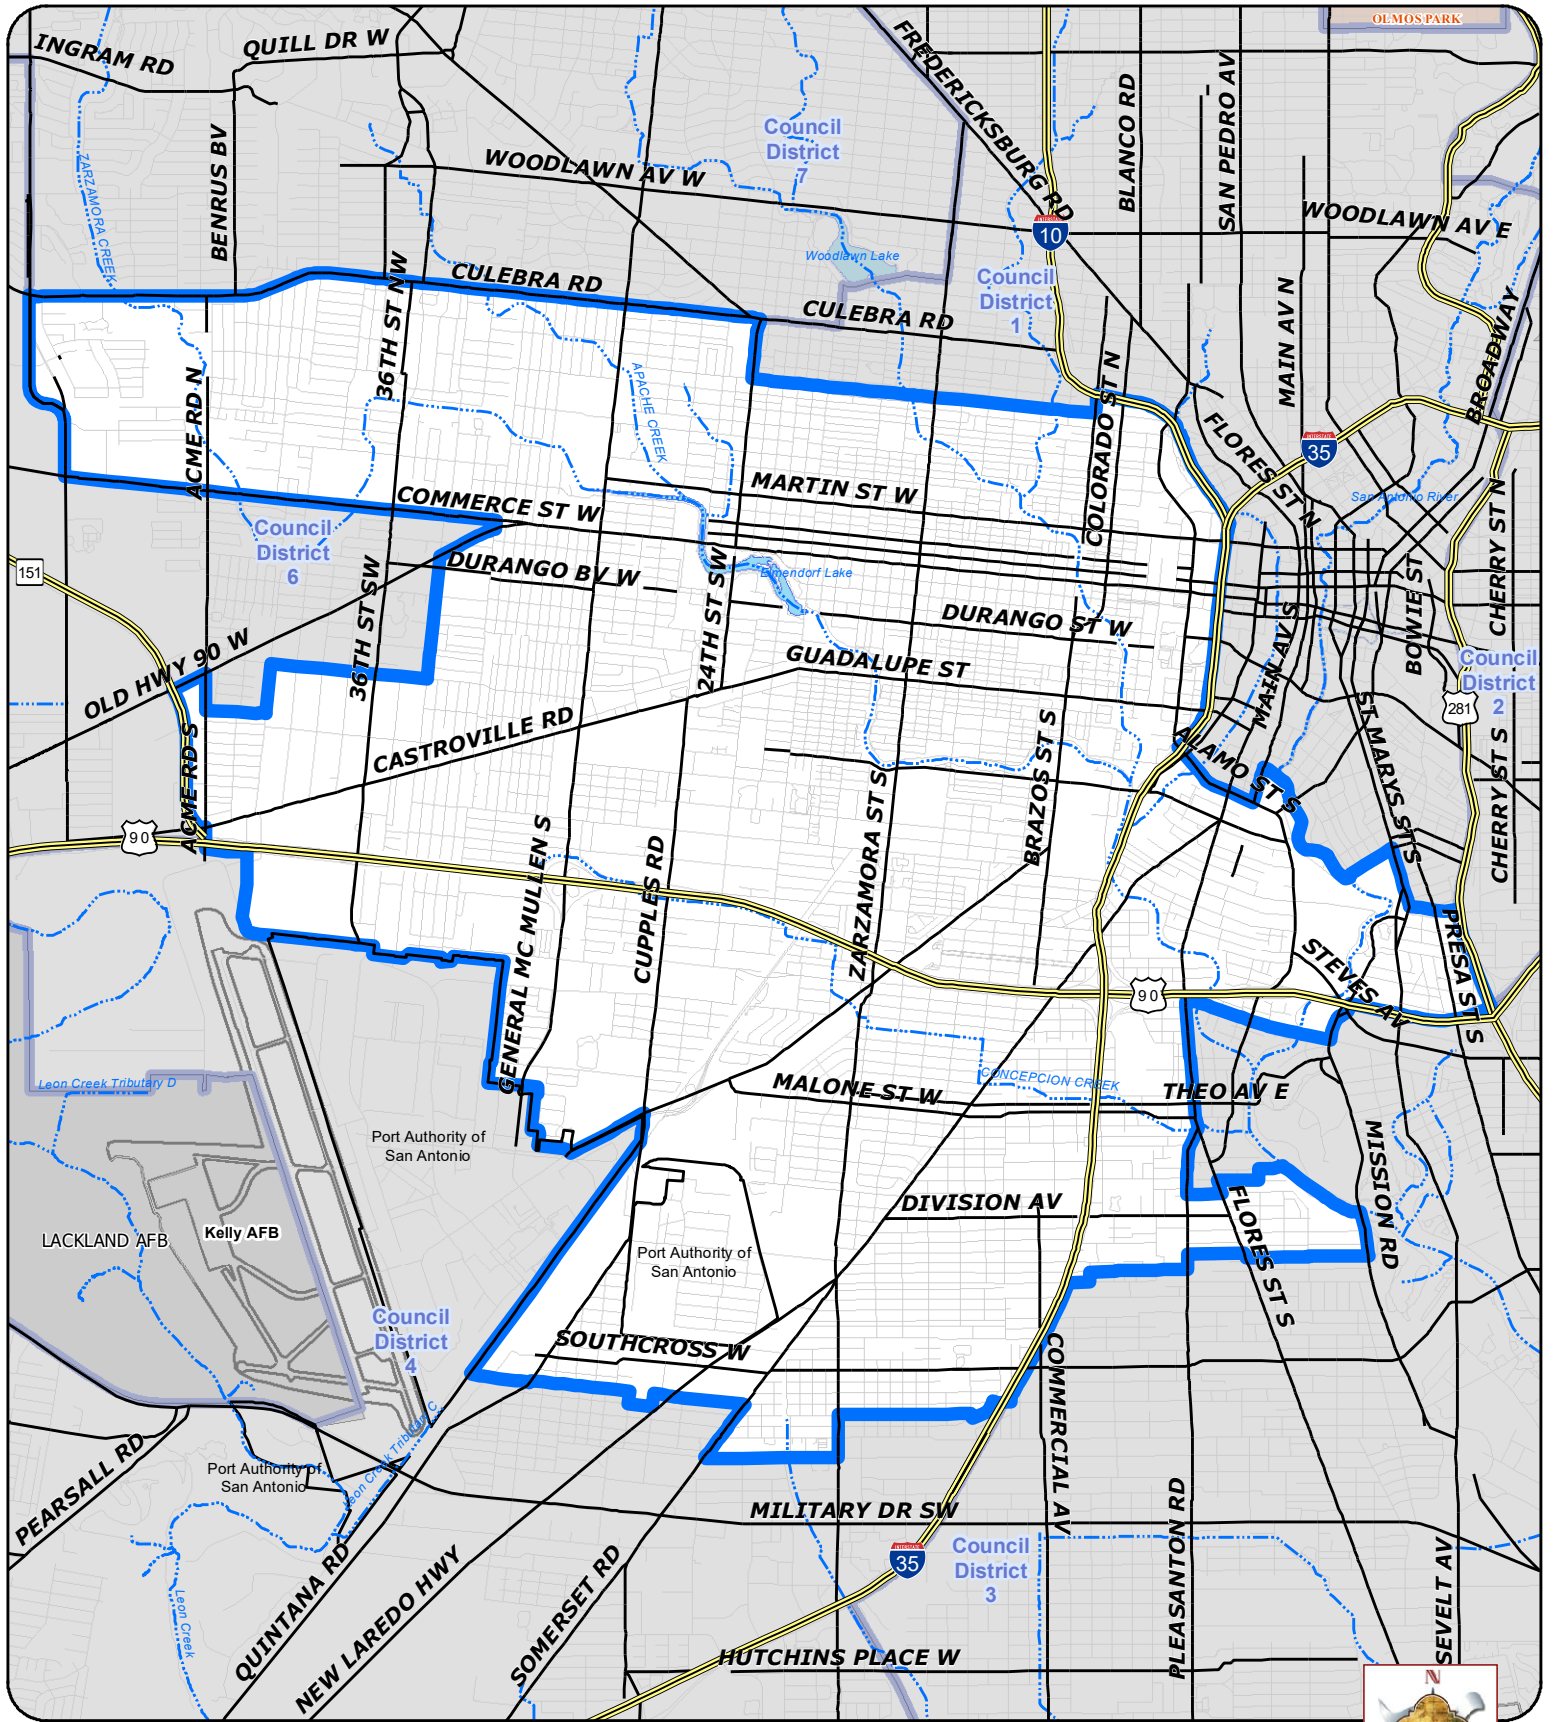 OLMOS PARK
INGRAM RD
QUILL DR W
FREDERICKSBURG RD
BLANCO RD
SAN PEDRO AV
Council
District
7
ZARZAMORA CREEK
BENRUS BV
WOODLAWN AV W
WOODLAWN AV E
INTERSTATE
10
Woodlawn Lake
36TH ST NW
CULEBRA RD
CULEBRA RD
Council
District
1
MAIN AV N
BROADWAY
ACME RD N
APACHE CREEK
COLORADO ST N
FLORES ST N
INTERSTATE
35
COMMERCE ST W
MARTIN ST W
San Antonio River
CHERRY ST N
Council
District
6
151
DURANGO BV W
Elmendorf Lake
36TH ST SW
24TH ST SW
DURANGO ST W
BOWIE ST
MAIN AV S
OLD HWY 90 W
GUADALUPE ST
Council
District
2
281
CASTROVILLE RD
ACME RD S
BRAZOS ST S
ALAMO ST S
ST MARYS ST S
CHERRY ST S
90
GENERAL MC MULLEN S
CUPPLES RD
ZARZAMORA ST S
STEVES AV
PRESA ST S
90
Leon Creek Tributary D
MALONE ST W
CONCEPCION CREEK
THEO AV E
Port Authority of
San Antonio
MISSION RD
DIVISION AV
LACKLAND AFB
Kelly AFB
Port Authority of
San Antonio
FLORES ST S
Council
District
4
SOUTHCROSS W
COMMERCIAL AV
PEARSALL RD
Port Authority of
San Antonio
Leon Creek Tributary C
MILITARY DR SW
PLEASANTON RD
INTERSTATE
35
Council
District
3
Leon Creek
QUINTANA RD
NEW LAREDO HWY
SOMERSET RD
HUTCHINS PLACE W
SEVELT AV
N